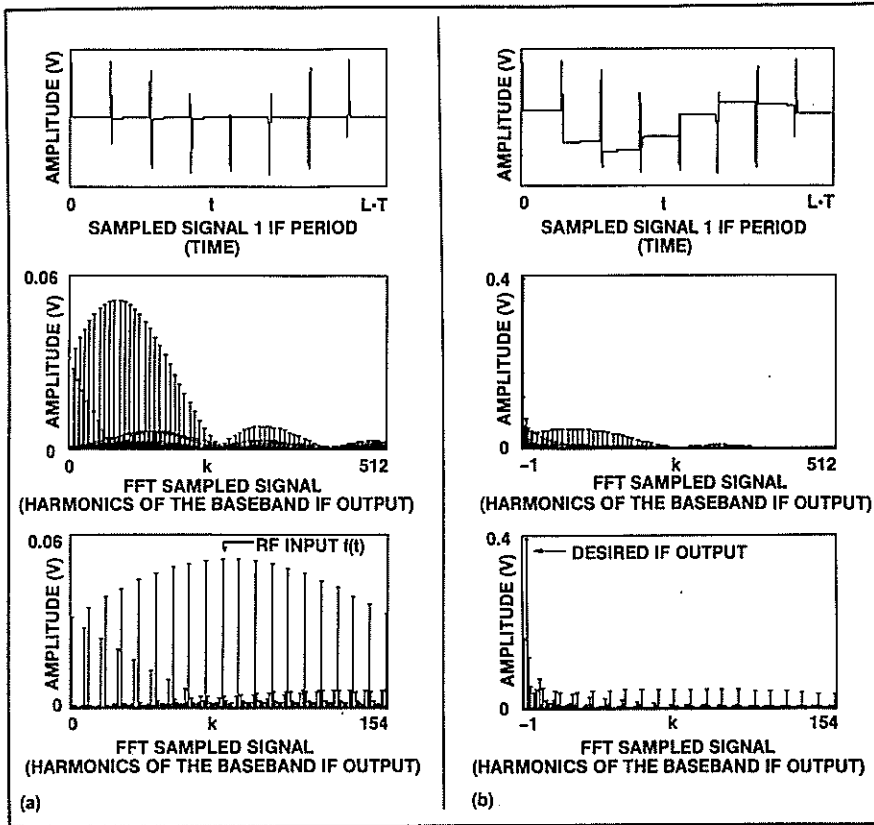 AMPLITUDE (V)
0 t L·T
SAMPLED SIGNAL 1 IF PERIOD
(TIME)
0.06
AMPLITUDE (V)
0
0 k 512
FFT SAMPLED SIGNAL
(HARMONICS OF THE BASEBAND IF OUTPUT)
0.06
RF INPUT f(t)
AMPLITUDE (V)
0
0 k 154
FFT SAMPLED SIGNAL
(HARMONICS OF THE BASEBAND IF OUTPUT)
(a)
AMPLITUDE (V)
0 t L·T
SAMPLED SIGNAL 1 IF PERIOD
(TIME)
0.4
AMPLITUDE (V)
0
−1 k 512
FFT SAMPLED SIGNAL
(HARMONICS OF THE BASEBAND IF OUTPUT)
0.4
DESIRED IF OUTPUT
AMPLITUDE (V)
0
−1 k 154
FFT SAMPLED SIGNAL
(HARMONICS OF THE BASEBAND IF OUTPUT)
(b)